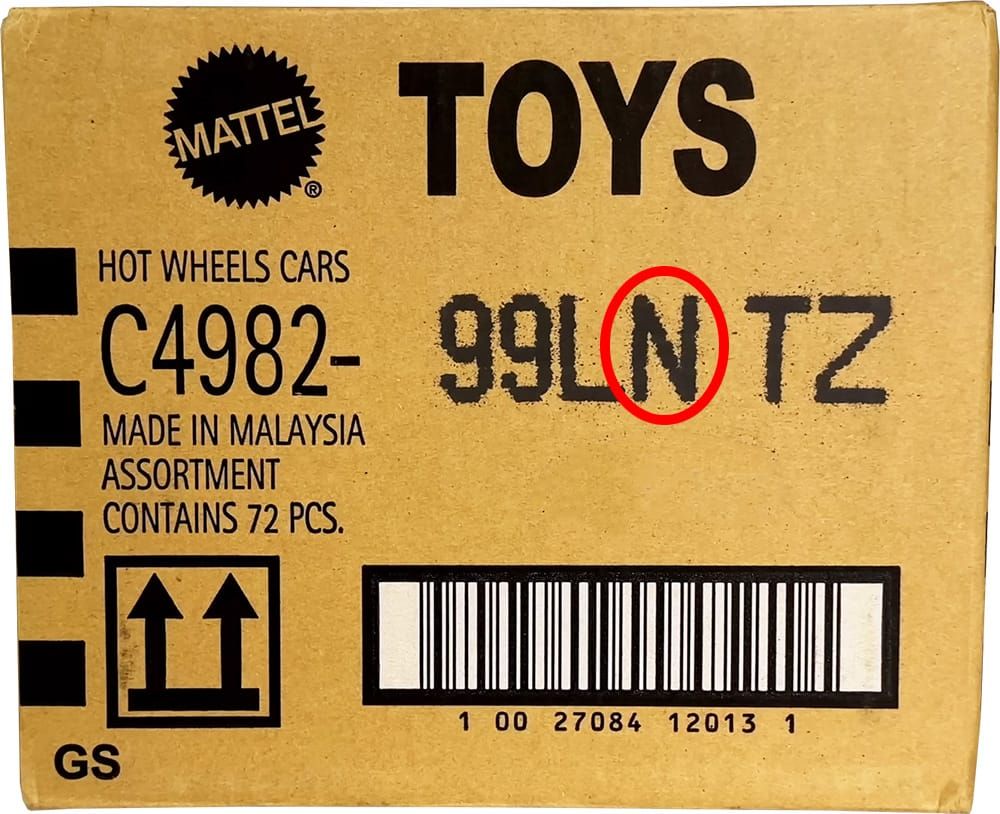 MATTEL ®
TOYS
HOT WHEELS CARS
C4982-
99LN TZ
MADE IN MALAYSIA
ASSORTMENT
CONTAINS 72 PCS.
1 00 27084 12013 1
GS